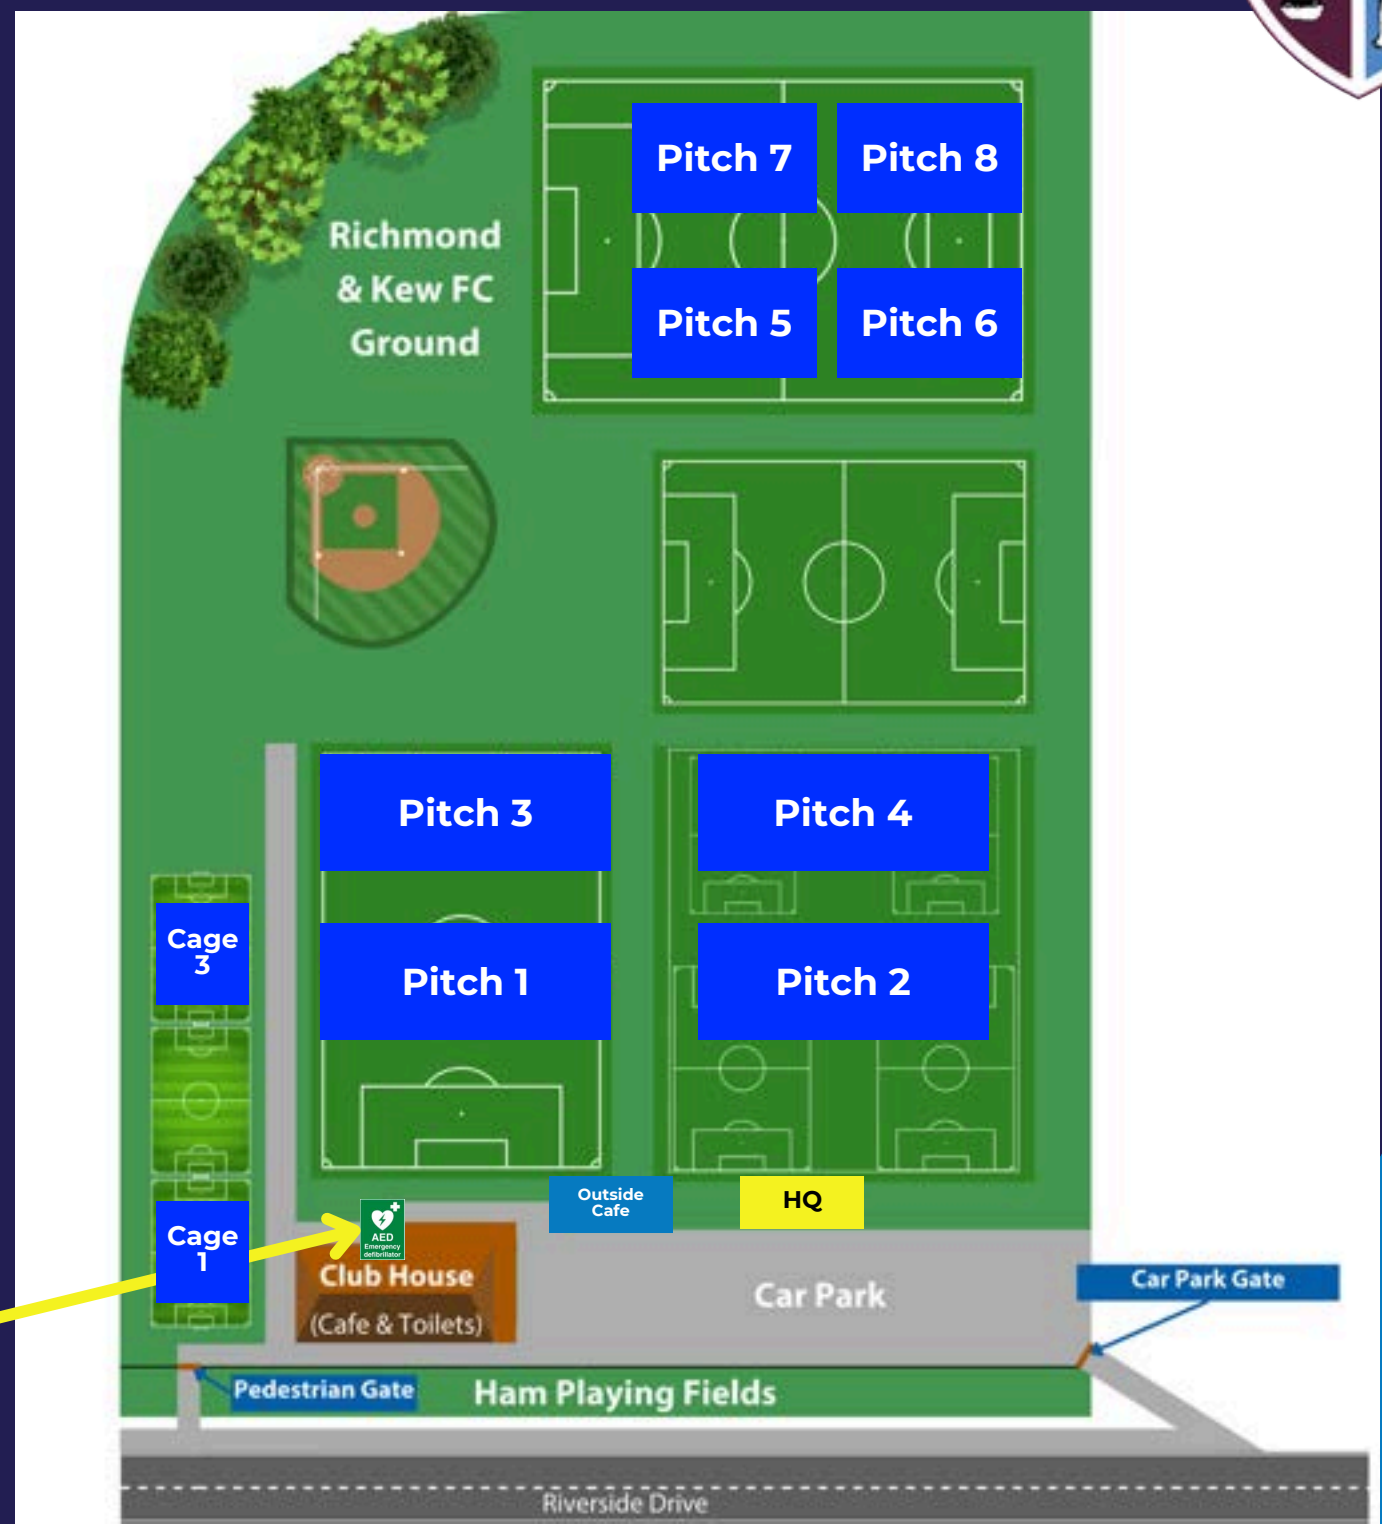 Pitch 7
Pitch 8
Richmond
& Kew FC
Ground
Pitch 5
Pitch 6
Pitch 3
Pitch 4
Cage
3
Pitch 1
Pitch 2
Outside
Cafe
HQ
AED
Emergency
defibrillator
Cage
1
Club House
(Cafe & Toilets)
Car Park
Car Park Gate
Pedestrian Gate
Ham Playing Fields
Riverside Drive